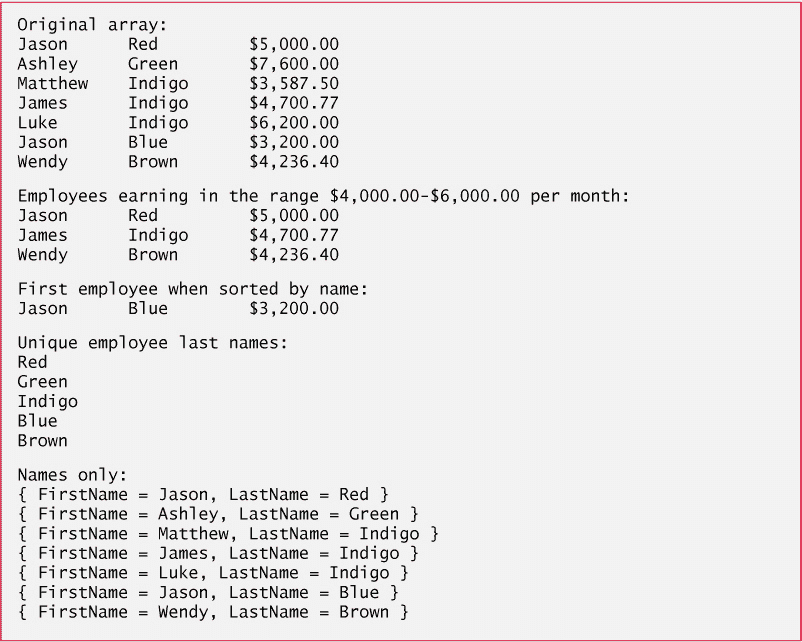 Original array:
Jason      Red         $5,000.00
Ashley     Green       $7,600.00
Matthew    Indigo      $3,587.50
James      Indigo      $4,700.77
Luke       Indigo      $6,200.00
Jason      Blue        $3,200.00
Wendy      Brown       $4,236.40
Employees earning in the range $4,000.00-$6,000.00 per month:
Jason      Red         $5,000.00
James      Indigo      $4,700.77
Wendy      Brown       $4,236.40
First employee when sorted by name:
Jason      Blue        $3,200.00
Unique employee last names:
Red
Green
Indigo
Blue
Brown
Names only:
{ FirstName = Jason, LastName = Red }
{ FirstName = Ashley, LastName = Green }
{ FirstName = Matthew, LastName = Indigo }
{ FirstName = James, LastName = Indigo }
{ FirstName = Luke, LastName = Indigo }
{ FirstName = Jason, LastName = Blue }
{ FirstName = Wendy, LastName = Brown }